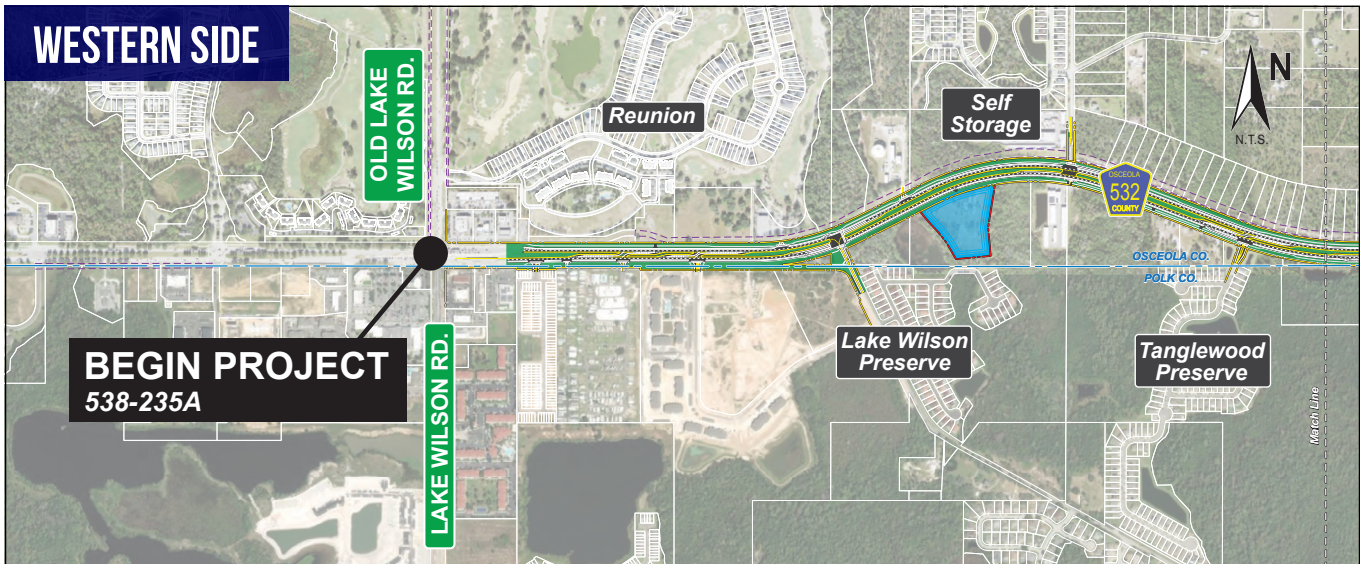 WESTERN SIDE
OLD LAKE
WILSON RD.
Reunion
Self
Storage
N
N.T.S.
OSCEOLA
532
COUNTY
OSCEOLA CO.
POLK CO.
BEGIN PROJECT
538-235A
LAKE WILSON RD.
Lake Wilson
Preserve
Tanglewood
Preserve
Match Line